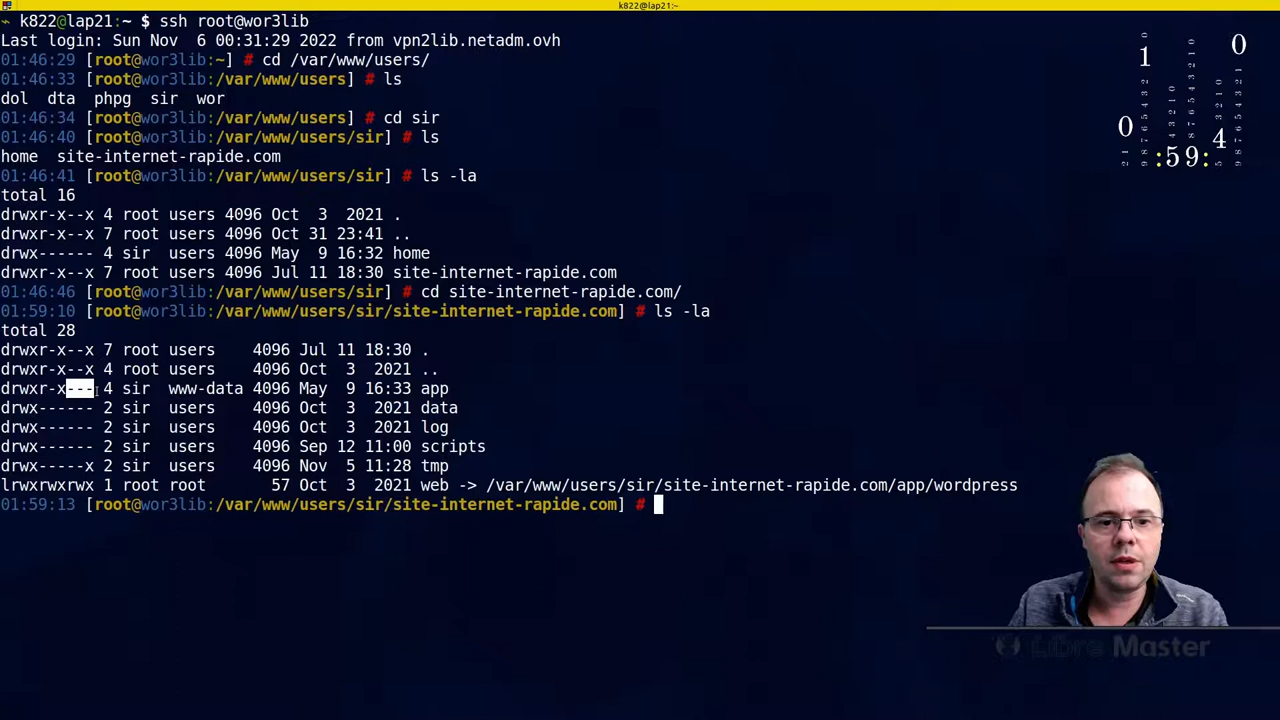 k822@lap21:~
~ k822@lap21:~ $ ssh root@wor3lib
Last login: Sun Nov  6 00:31:29 2022 from vpn2lib.netadm.ovh
01:46:29 [root@wor3lib:~] # cd /var/www/users/
01:46:33 [root@wor3lib:/var/www/users] # ls
dol  dta  phpg  sir  wor
01:46:34 [root@wor3lib:/var/www/users] # cd sir
01:46:40 [root@wor3lib:/var/www/users/sir] # ls
home  site-internet-rapide.com
01:46:41 [root@wor3lib:/var/www/users/sir] # ls -la
total 16
drwxr-x--x 4 root users 4096 Oct  3  2021 .
drwxr-x--x 7 root users 4096 Oct 31 23:41 ..
drwx------ 4 sir  users 4096 May  9 16:32 home
drwxr-x--x 7 root users 4096 Jul 11 18:30 site-internet-rapide.com
01:46:46 [root@wor3lib:/var/www/users/sir] # cd site-internet-rapide.com/
01:59:10 [root@wor3lib:/var/www/users/sir/site-internet-rapide.com] # ls -la
total 28
drwxr-x--x 7 root users    4096 Jul 11 18:30 .
drwxr-x--x 4 root users    4096 Oct  3  2021 ..
drwxr-x--- 4 sir  www-data 4096 May  9 16:33 app
drwx------ 2 sir  users    4096 Oct  3  2021 data
drwx------ 2 sir  users    4096 Oct  3  2021 log
drwx------ 2 sir  users    4096 Sep 12 11:00 scripts
drwx-----x 2 sir  users    4096 Nov  5 11:28 tmp
lrwxrwxrwx 1 root root       57 Oct  3  2021 web -> /var/www/users/sir/site-internet-rapide.com/app/wordpress
01:59:13 [root@wor3lib:/var/www/users/sir/site-internet-rapide.com] #
01:59:04
Libre Master